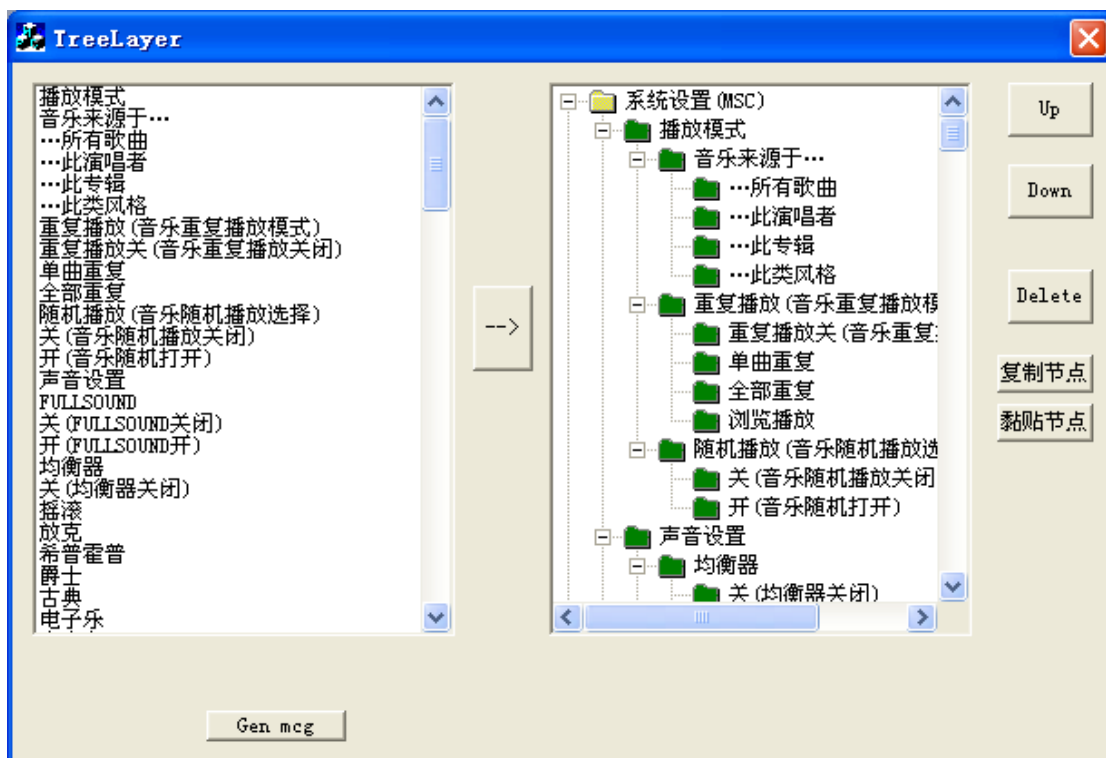 TreeLayer
播放模式
音乐来源于…
…所有歌曲
…此演唱者
…此专辑
…此类风格
重复播放(音乐重复播放模式)
重复播放关(音乐重复播放关闭)
单曲重复
全部重复
随机播放(音乐随机播放选择)
关(音乐随机播放关闭)
开(音乐随机打开)
声音设置
FULLSOUND
关(FULLSOUND关闭)
开(FULLSOUND开)
均衡器
关(均衡器关闭)
摇滚
放克
希普霍普
爵士
古典
电子乐
-->
系统设置(MSC)
播放模式
音乐来源于…
…所有歌曲
…此演唱者
…此专辑
…此类风格
重复播放(音乐重复播放模
重复播放关(音乐重复
单曲重复
全部重复
浏览播放
随机播放(音乐随机播放选
关(音乐随机播放关闭
开(音乐随机打开)
声音设置
均衡器
关(均衡器关闭)
Up
Down
Delete
复制节点
黏贴节点
Gen mcg